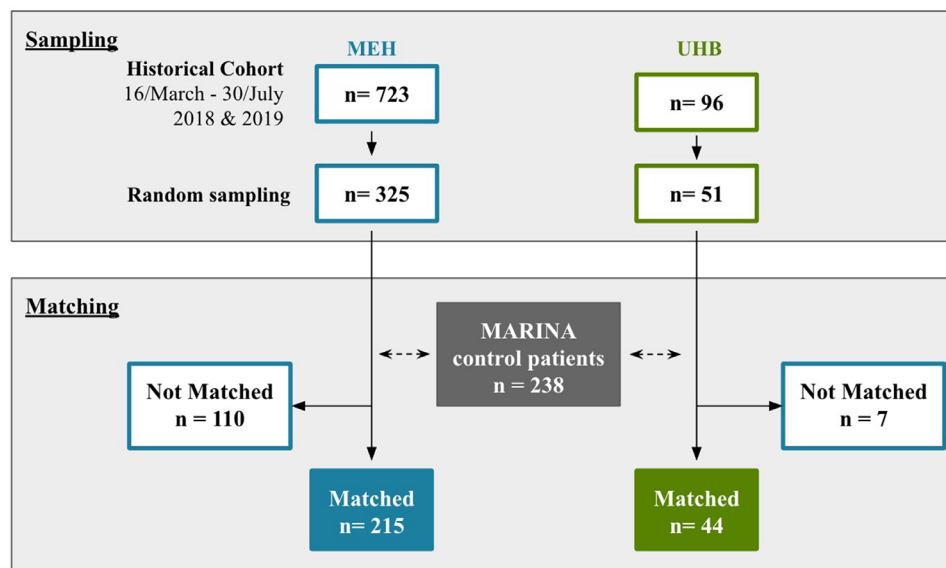 Sampling
MEH
UHB
Historical Cohort
16/March - 30/July
2018 & 2019
n= 723
n= 96
Random sampling
n= 325
n= 51
Matching
MARINA
control patients
n = 238
Not Matched
n = 110
Not Matched
n = 7
Matched
n= 215
Matched
n= 44